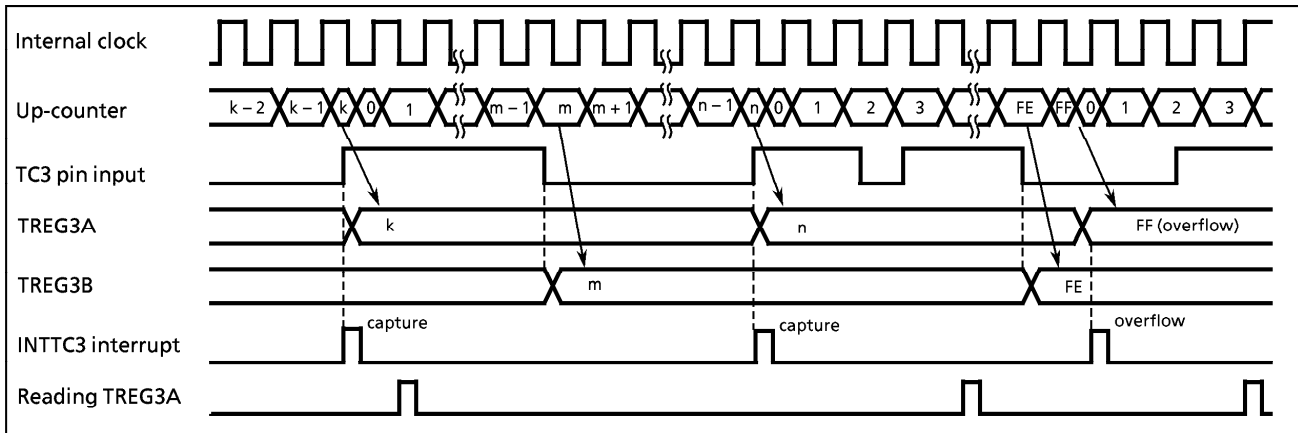 Internal clock
Up-counter k – 2 k – 1 k 0 1 m – 1 m m + 1 n – 1 n 0 1 2 3 FE FF 0 1 2 3
TC3 pin input
TREG3A k n FF (overflow)
TREG3B m FE
capture capture overflow
INTTC3 interrupt
Reading TREG3A